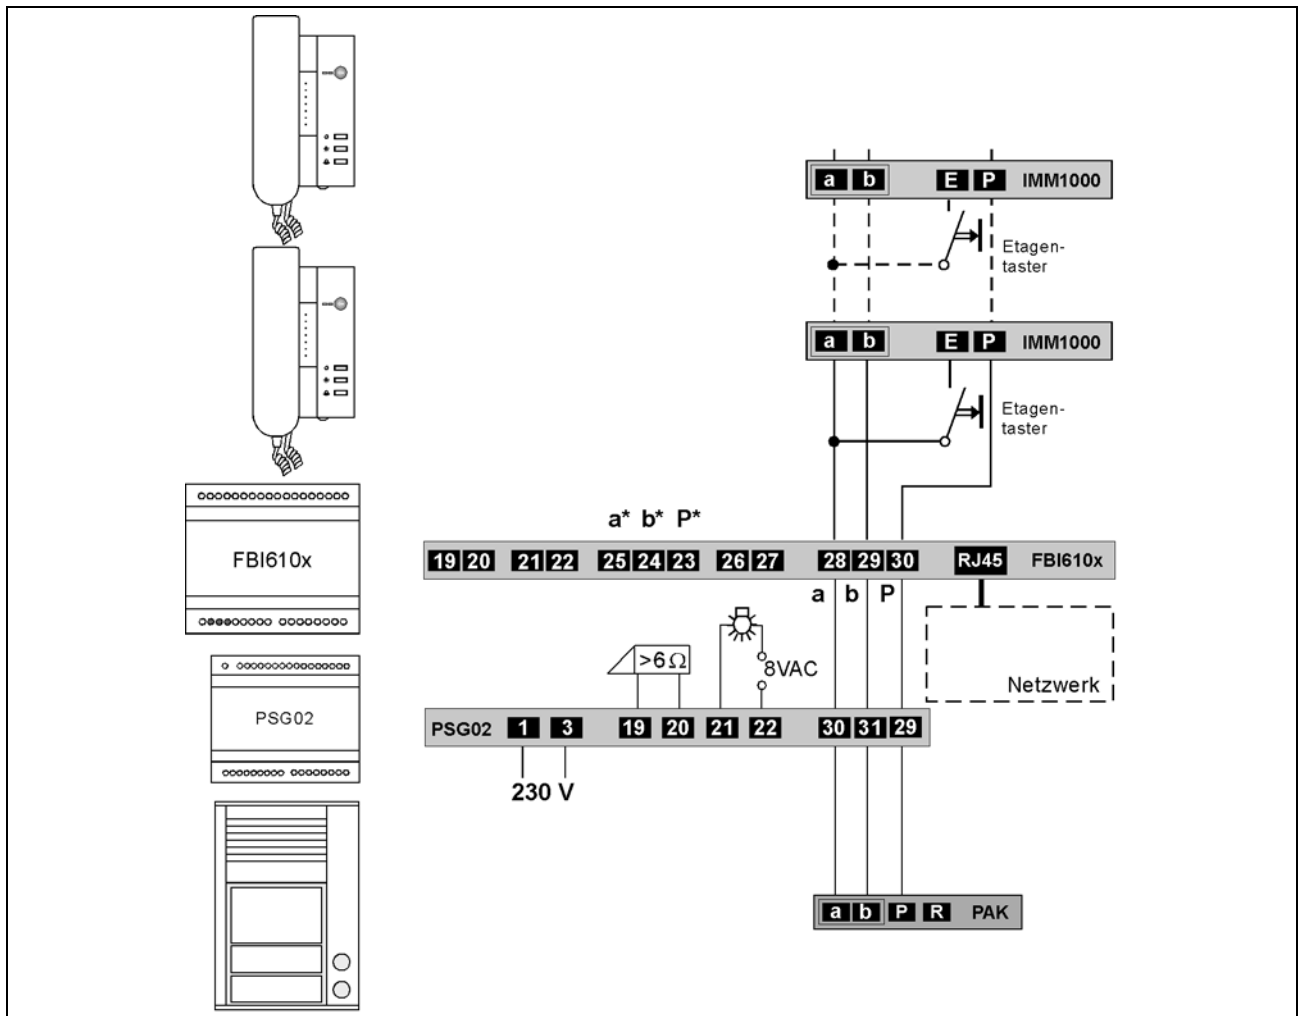 a b E P IMM1000
Etagen-
taster
a b E P IMM1000
Etagen-
taster
a* b* P*
FBI610x
19 20 21 22 25 24 23 26 27 28 29 30 RJ45 FBI610x
a b P
>6Ω
8VAC
Netzwerk
PSG02
PSG02 1 3 19 20 21 22 30 31 29
230 V
a b P R PAK